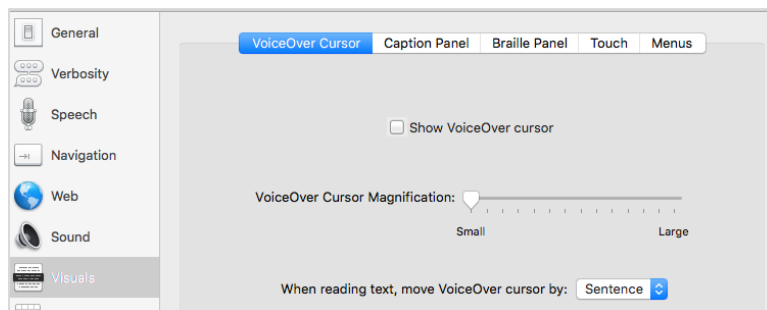 General
Verbosity
Speech
Navigation
Web
Sound
Visuals
VoiceOver Cursor Caption Panel Braille Panel Touch Menus
Show VoiceOver cursor
VoiceOver Cursor Magnification:
Small Large
When reading text, move VoiceOver cursor by: Sentence